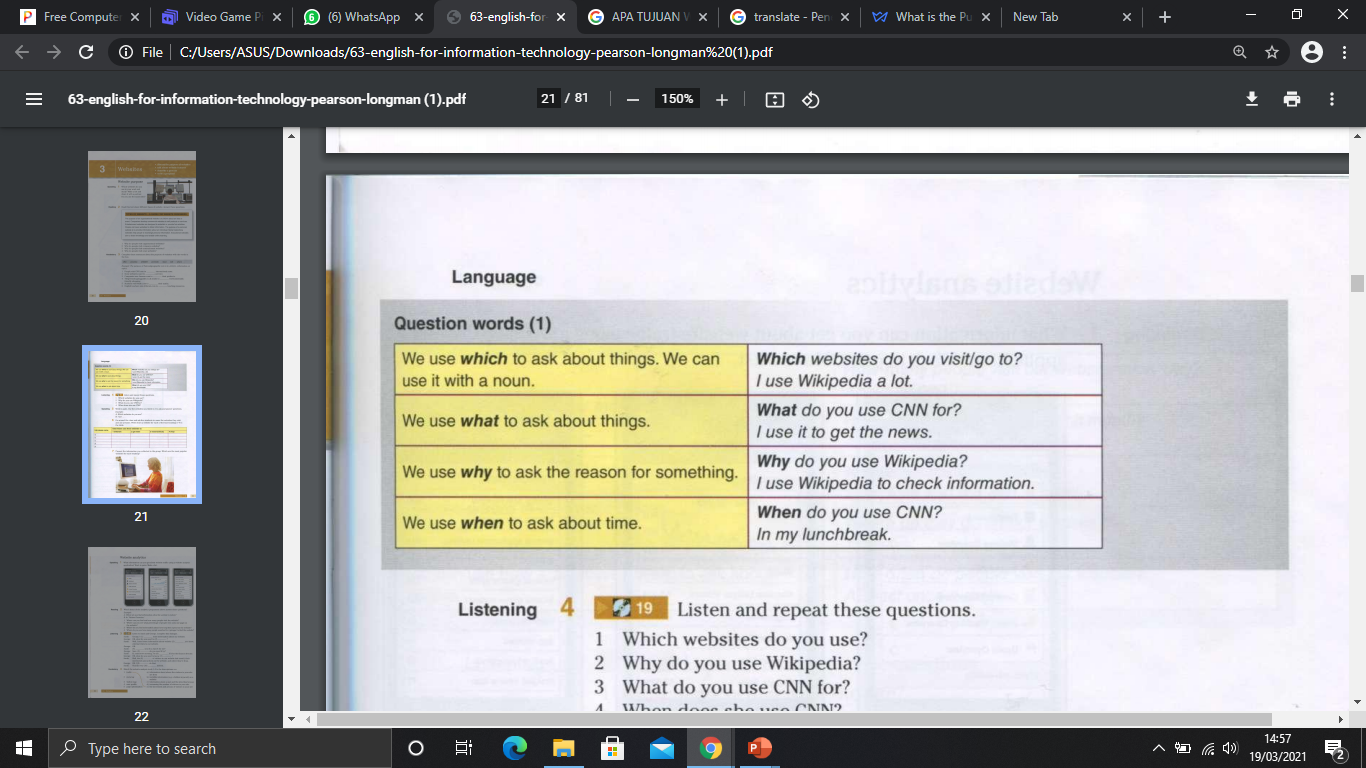 Free Computer
Video Game P
(6) WhatsApp
63-english-for-
APA TUJUAN
translate - Pen
What is the Pu
New Tab
File
C:/Users/ASUS/Downloads/63-english-for-information-technology-pearson-longman%20(1).pdf
63-english-for-information-technology-pearson-longman (1).pdf
21 / 81
150%
3 Websites
20
21
22
Language
Question words (1)
We use which to ask about things. We can
use it with a noun.
Which websites do you visit/go to?
I use Wikipedia a lot.
We use what to ask about things.
What do you use CNN for?
I use it to get the news.
We use why to ask the reason for something.
Why do you use Wikipedia?
I use Wikipedia to check information.
We use when to ask about time.
When do you use CNN?
In my lunchbreak.
Listening 4 19 Listen and repeat these questions.
1 Which websites do you use?
2 Why do you use Wikipedia?
3 What do you use CNN for?
4 When does she use CNN?
Type here to search
14:57
19/03/2021
2